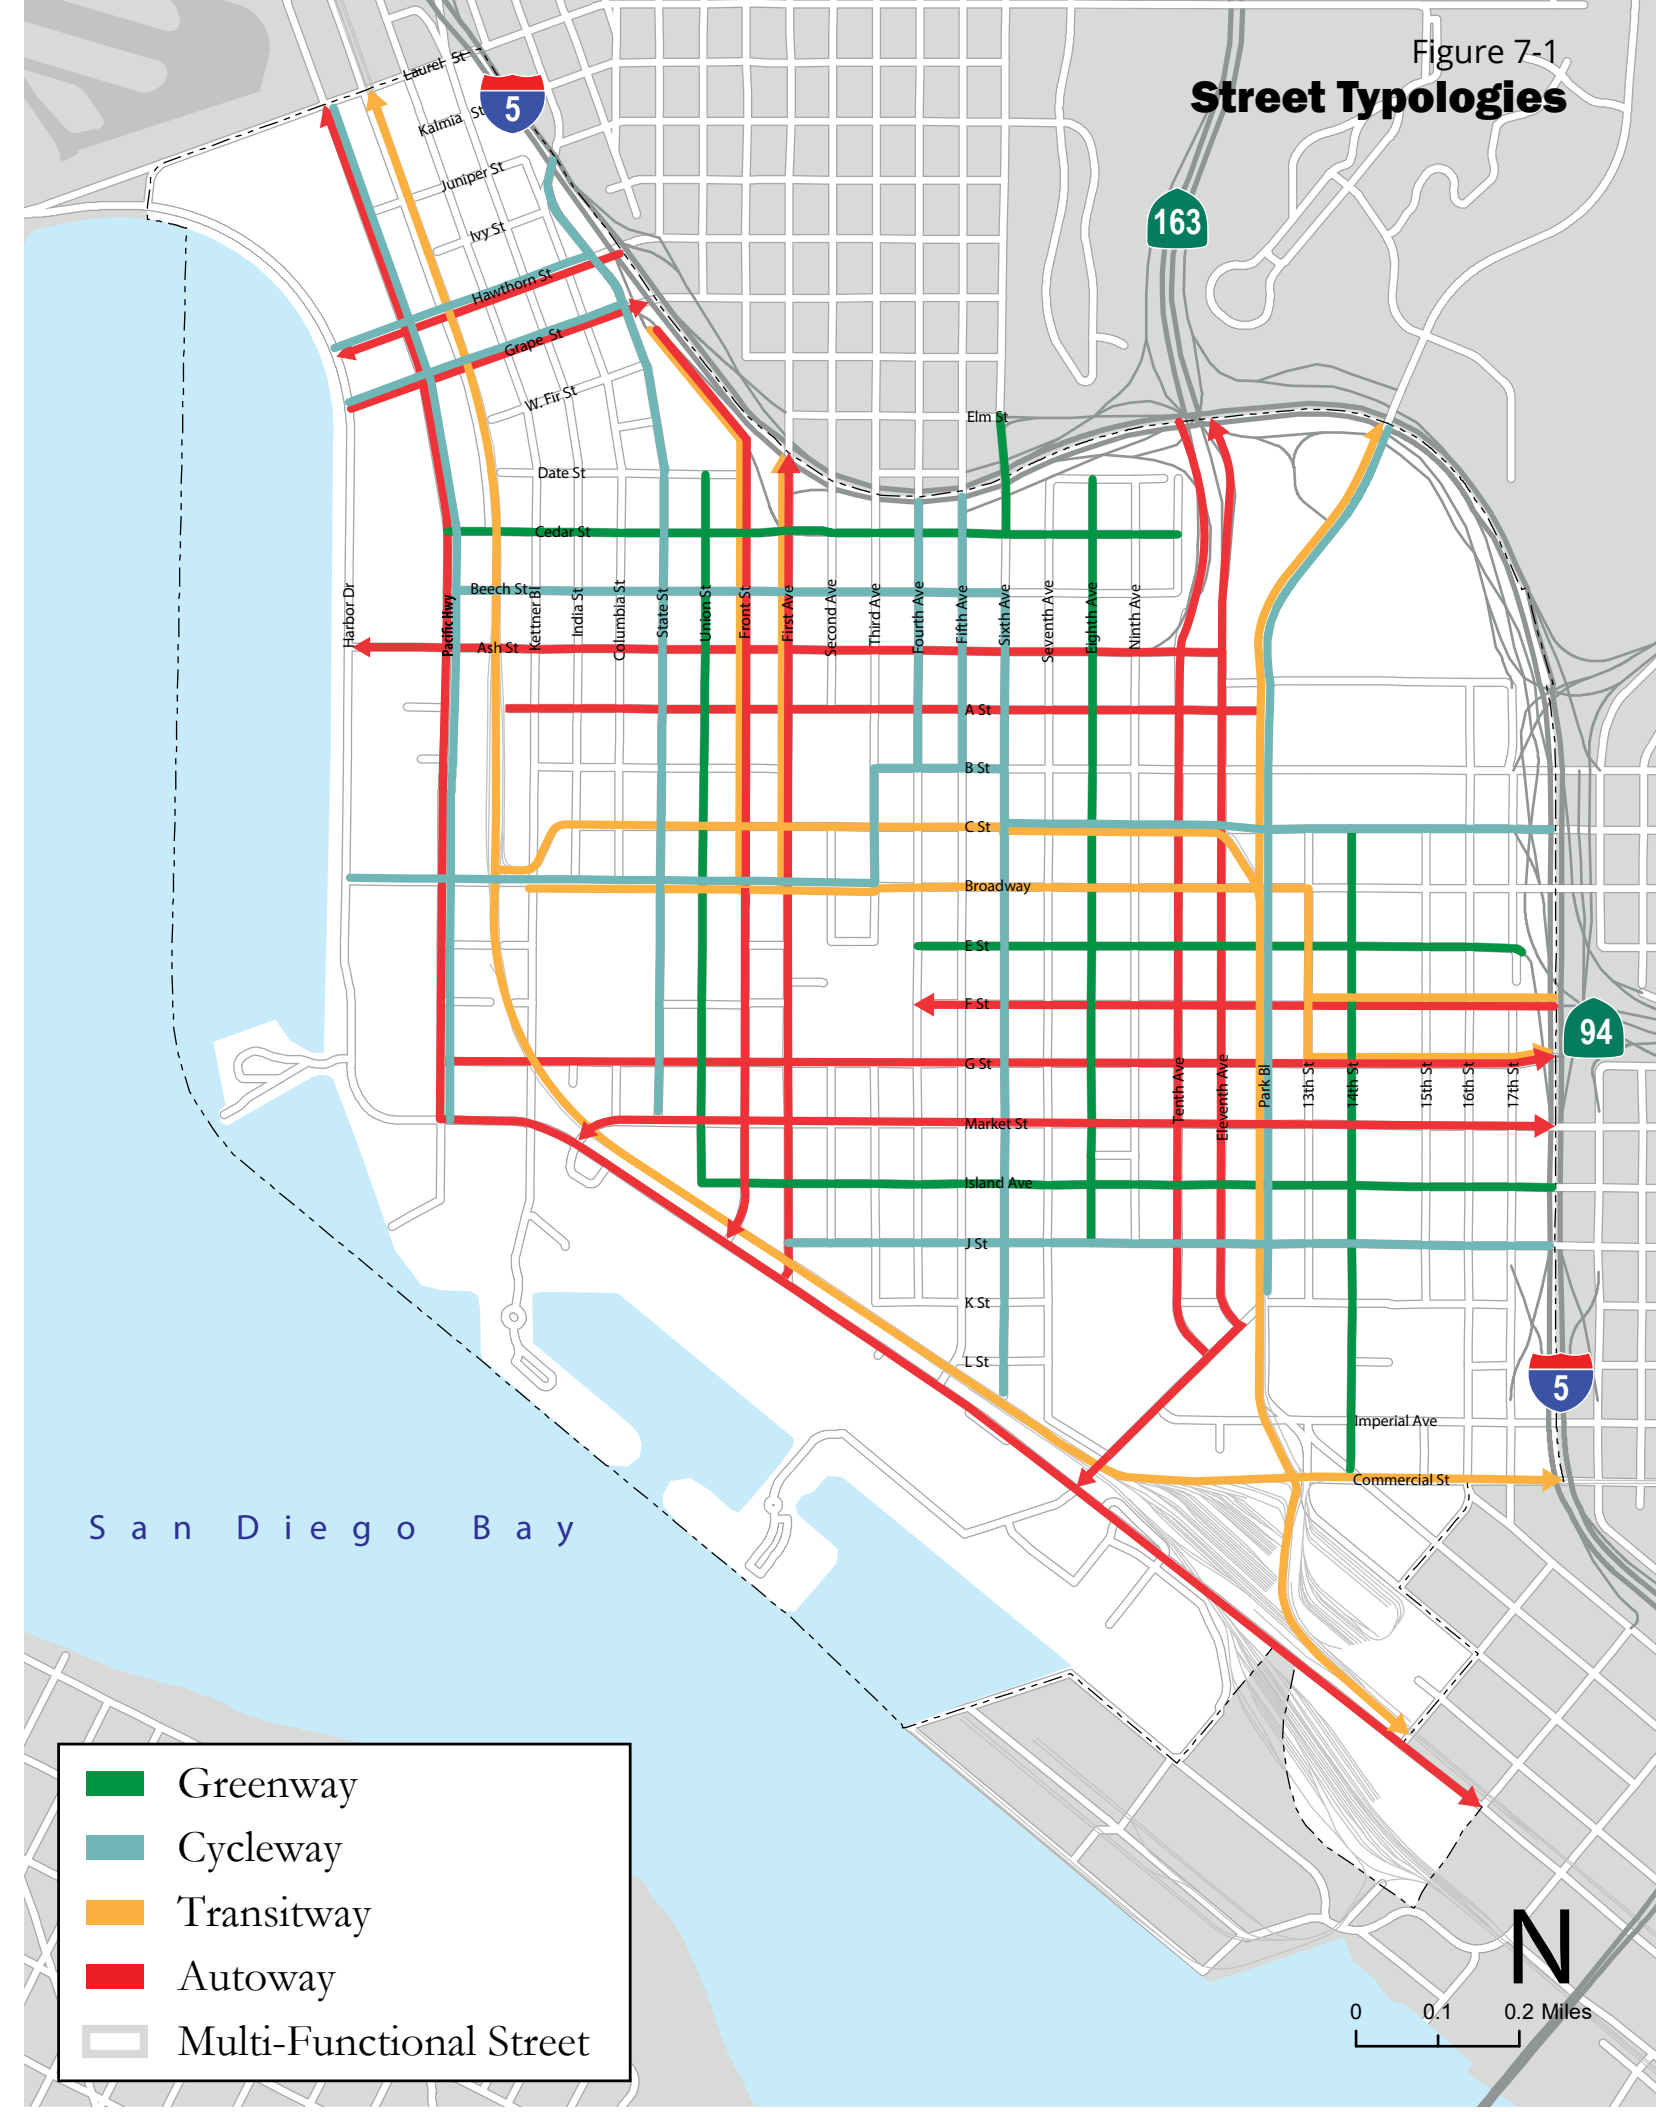 Figure 7-1
Street Typologies
Laurel St
5
Kalmia St
Juniper St
163
Ivy St
Hawthorn St
Grape St
W. Fir St
Elm St
Date St
Cedar St
Beech St
Harbor Dr
Pacific Hwy
Kettner Bl
India St
Columbia St
State St
Union St
Front St
First Ave
Second Ave
Third Ave
Fourth Ave
Fifth Ave
Sixth Ave
Seventh Ave
Eighth Ave
Ninth Ave
Ash St
A St
B St
C St
Broadway
E St
F St
94
G St
Tenth Ave
Eleventh Ave
Park Bl
13th St
14th St
15th St
16th St
17th St
Market St
Island Ave
J St
K St
L St
5
Imperial Ave
Commercial St
San Diego Bay
Greenway
Cycleway
Transitway
Autoway
Multi-Functional Street
N
0 0.1 0.2 Miles